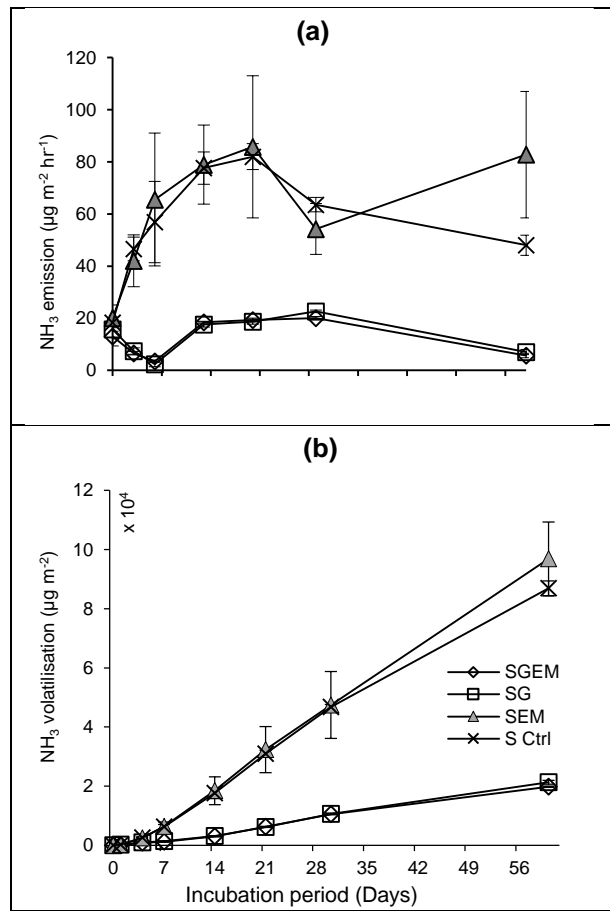 (a)
NH₃ emission (µg m⁻² hr⁻¹)
120
100
80
60
40
20
0
(b)
NH₃ volatilisation (µg m⁻²)
x 10⁴
12
10
8
6
4
2
0
SGEM
SG
SEM
S Ctrl
0 7 14 21 28 35 42 49 56
Incubation period (Days)